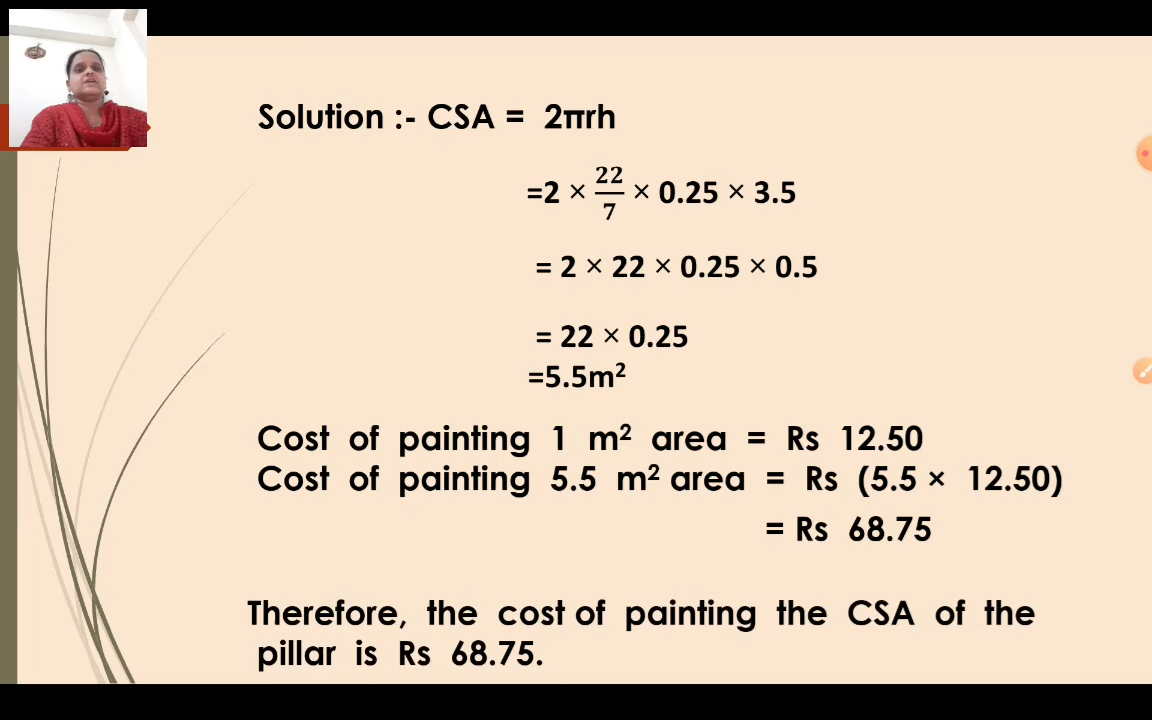 Solution :- CSA = 2πrh
=2 × 22/7 × 0.25 × 3.5
= 2 × 22 × 0.25 × 0.5
= 22 × 0.25
=5.5m²
Cost of painting 1 m² area = Rs 12.50
Cost of painting 5.5 m² area = Rs (5.5 × 12.50)
= Rs 68.75
Therefore, the cost of painting the CSA of the
pillar is Rs 68.75.